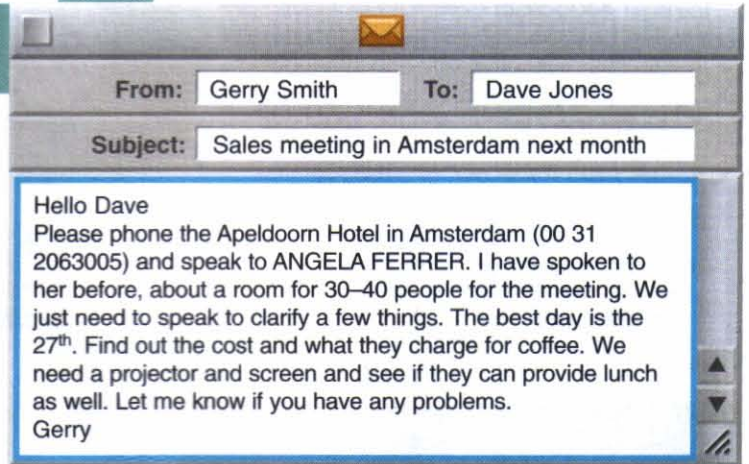 From: Gerry Smith To: Dave Jones
Subject: Sales meeting in Amsterdam next month
Hello Dave
Please phone the Apeldoorn Hotel in Amsterdam (00 31
2063005) and speak to ANGELA FERRER. I have spoken to
her before, about a room for 30–40 people for the meeting. We
just need to speak to clarify a few things. The best day is the
27th. Find out the cost and what they charge for coffee. We
need a projector and screen and see if they can provide lunch
as well. Let me know if you have any problems.
Gerry